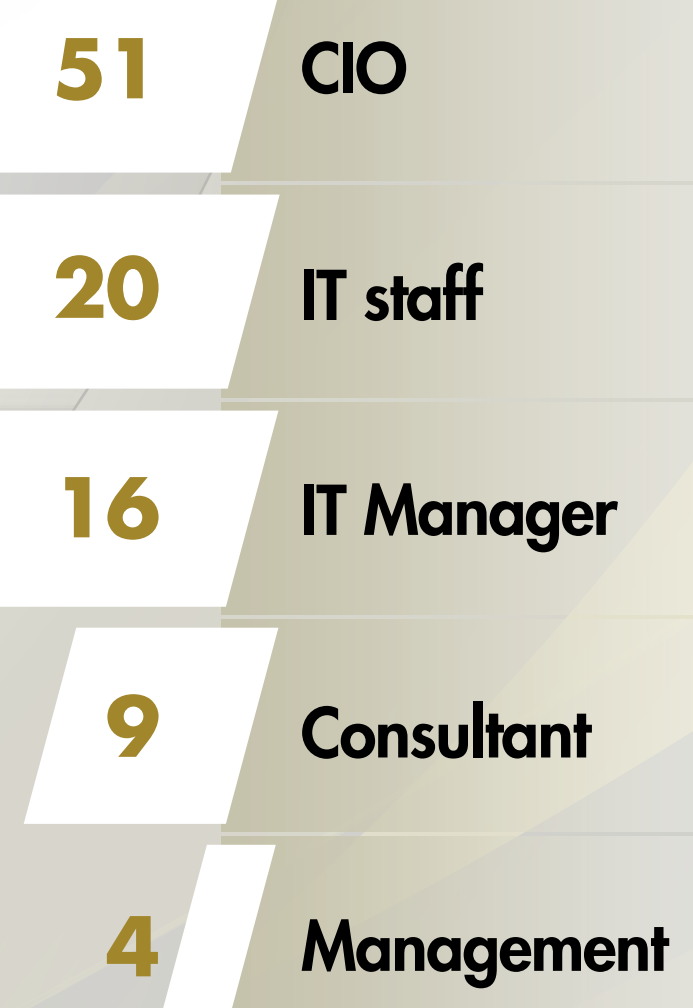 51 CIO
20 IT staff
16 IT Manager
9 Consultant
4 Management